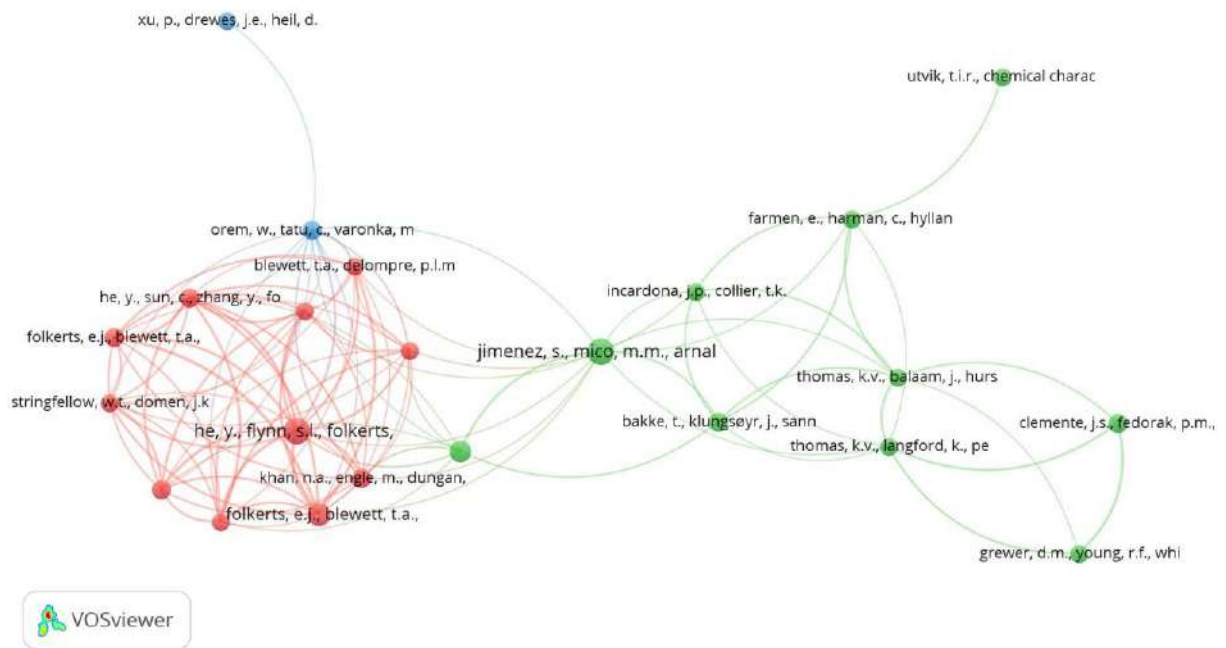 xu, p., drewes, j.e., heil, d.
utvik, t.i.r., chemical charac
farmen, e., harman, c., hyllan
orem, w., tatu, c., varonka, m
blewett, t.a., delompre, p.l.m
he, y., sun, c., zhang, y., fo
incardona, j.p., collier, t.k.
folkerts, e.j., blewett, t.a.,
jimenez, s., mico, m.m., arnal
thomas, k.v., balaam, j., hurs
stringfellow, w.t., domen, j.k
bakke, t., klungsøyr, j., sann
clemente, j.s., fedorak, p.m.,
he, y., flynn, s.l., folkerts,
thomas, k.v., langford, k., pe
khan, n.a., engle, m., dungan,
folkerts, e.j., blewett, t.a.,
grewer, d.m., young, r.f., whi
VOSviewer